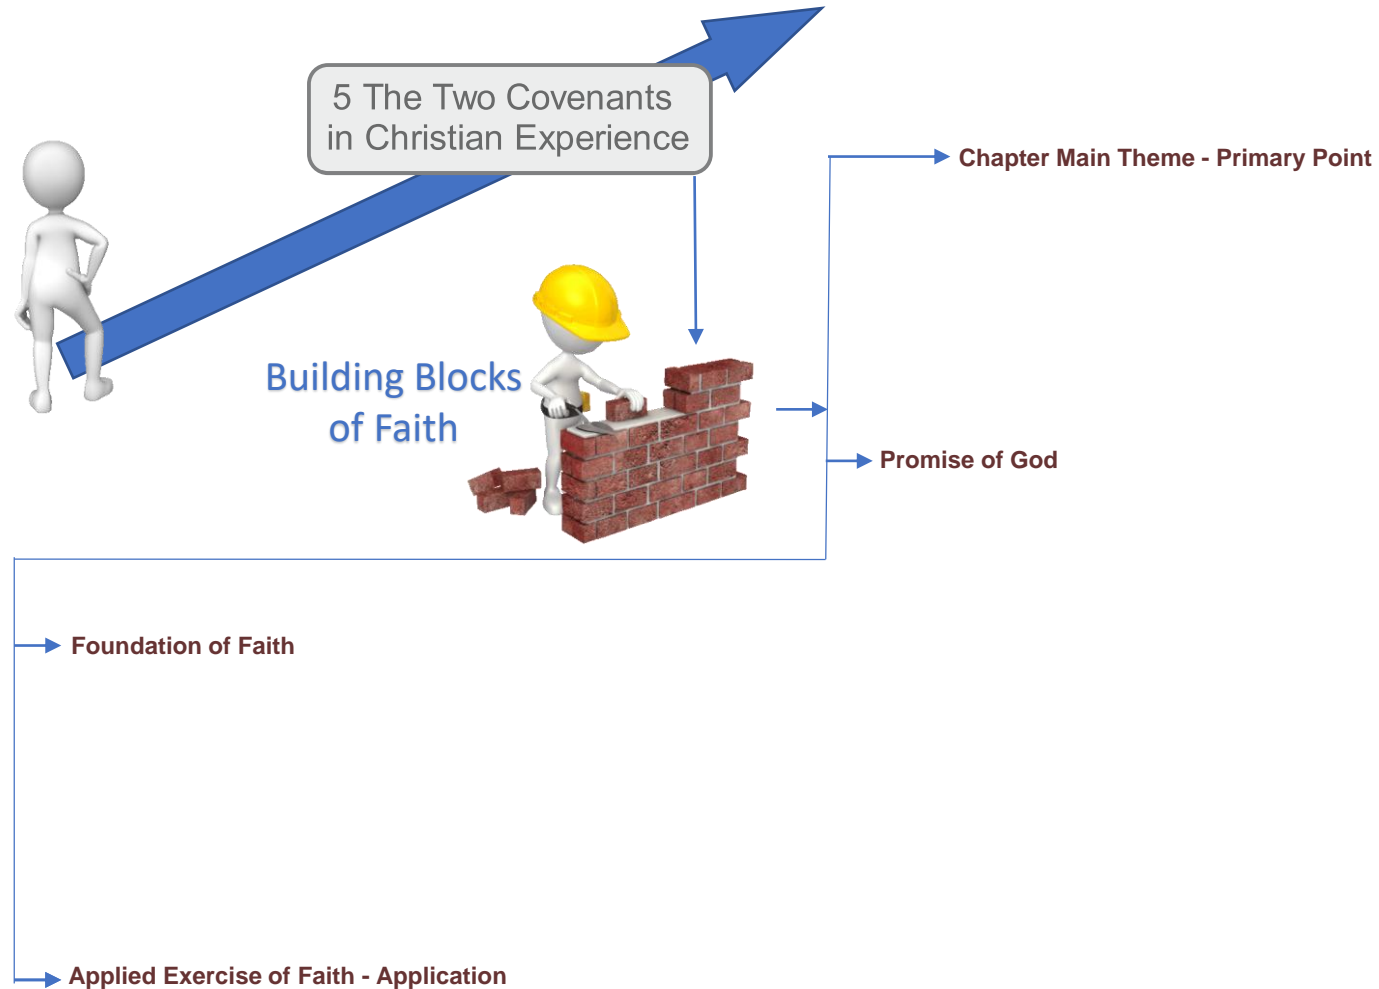 5 The Two Covenants
in Christian Experience
Chapter Main Theme - Primary Point
Building Blocks
of Faith
Promise of God
Foundation of Faith
Applied Exercise of Faith - Application